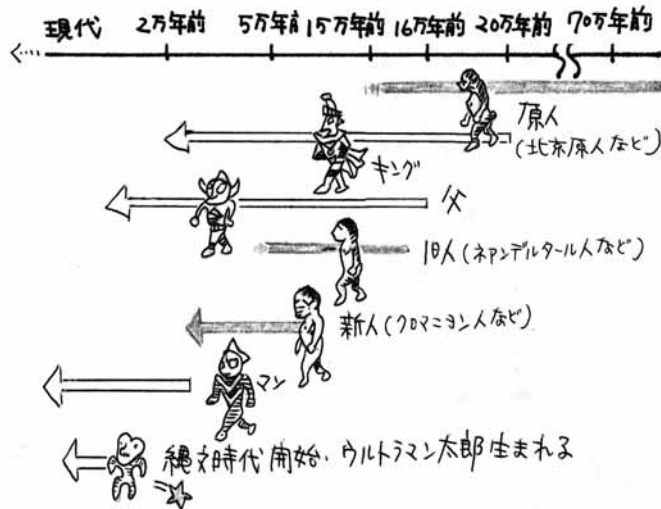 現代 2万年前 5万年前 15万年前 16万年前 20万年前 70万年前
原人
(北京原人など)
キング
父
旧人(ネアンデルタール人など)
新人(クロマニヨン人など)
マン
縄文時代開始・ウルトラマン太郎生まれる